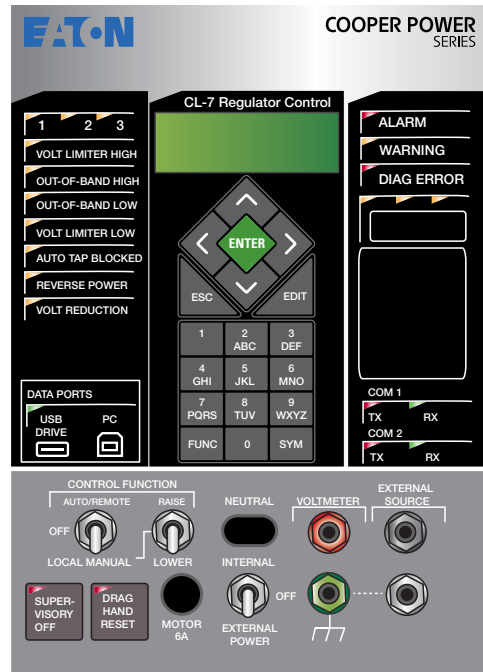 EATON
COOPER POWER
SERIES
CL-7 Regulator Control
1 2 3
VOLT LIMITER HIGH
OUT-OF-BAND HIGH
OUT-OF-BAND LOW
VOLT LIMITER LOW
AUTO TAP BLOCKED
REVERSE POWER
VOLT REDUCTION
DATA PORTS
USB
DRIVE
PC
ENTER
ESC
EDIT
1
2
ABC
3
DEF
4
GHI
5
JKL
6
MNO
7
PQRS
8
TUV
9
WXYZ
FUNC
0
SYM
ALARM
WARNING
DIAG ERROR
COM 1
TX RX
COM 2
TX RX
CONTROL FUNCTION
AUTO/REMOTE
RAISE
OFF
LOCAL MANUAL
LOWER
SUPER-
VISORY
OFF
DRAG
HAND
RESET
MOTOR
6A
NEUTRAL
INTERNAL
OFF
EXTERNAL
POWER
VOLTMETER
EXTERNAL
SOURCE